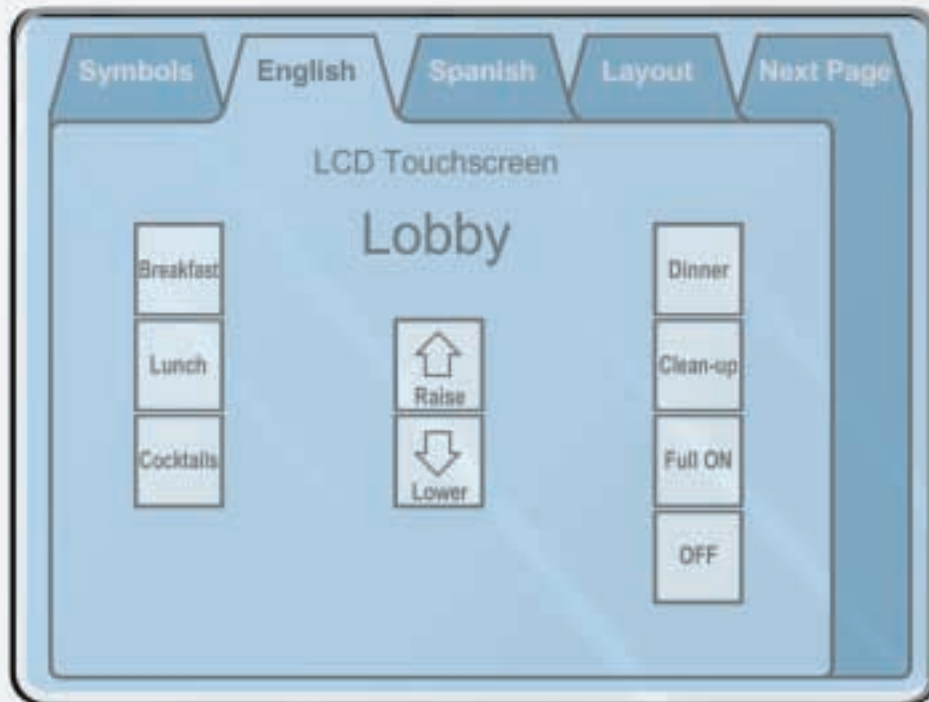 Symbols English Spanish Layout Next Page
LCD Touchscreen
Lobby
Breakfast
Lunch
Cocktails
Raise
Lower
Dinner
Clean-up
Full ON
OFF